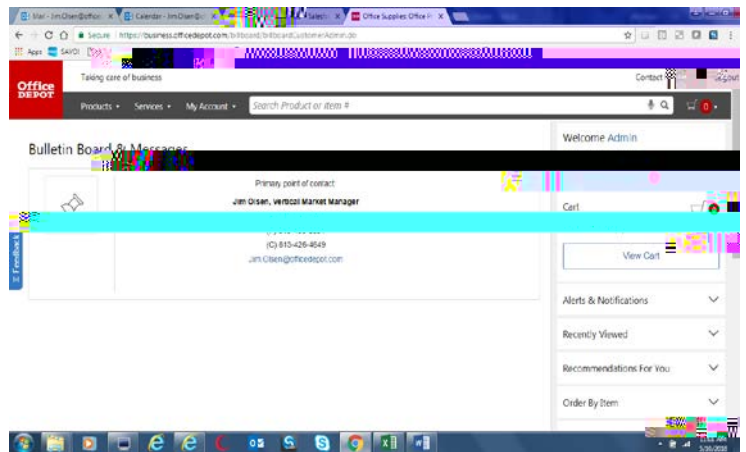 Mail - Jim.Olsen@office
Calendar - Jim.Olsen@o
Office Supplies: Office P
Secure https://business.officedepot.com/billboard/billboardCustomerAdmin.do
Apps
Office DEPOT
Taking care of business
Contact
Products
Services
My Account
Search Product or item #
0
Bulletin Board & Messages
Welcome Admin
Primary point of contact
Jim Olsen, Vertical Market Manager
Cart
Jim.Olsen@officedepot.com
View Cart
Feedback
Alerts & Notifications
Recently Viewed
Recommendations For You
Order By Item